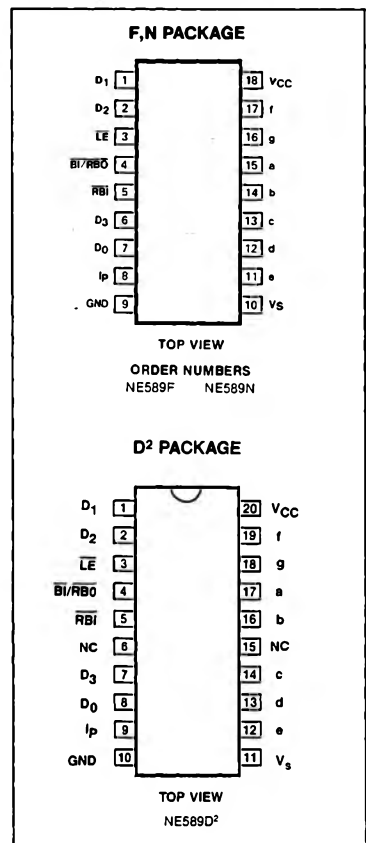 F,N PACKAGE
D1 1 18 VCC
D2 2 17 f
LE 3 16 g
BI/RBO 4 15 a
RBI 5 14 b
D3 6 13 c
D0 7 12 d
IP 8 11 e
GND 9 10 VS
TOP VIEW
ORDER NUMBERS
NE589F NE589N
D² PACKAGE
D1 1 20 VCC
D2 2 19 f
LE 3 18 g
BI/RBO 4 17 a
RBI 5 16 b
NC 6 15 NC
D3 7 14 c
D0 8 13 d
IP 9 12 e
GND 10 11 Vs
TOP VIEW
NE589D²